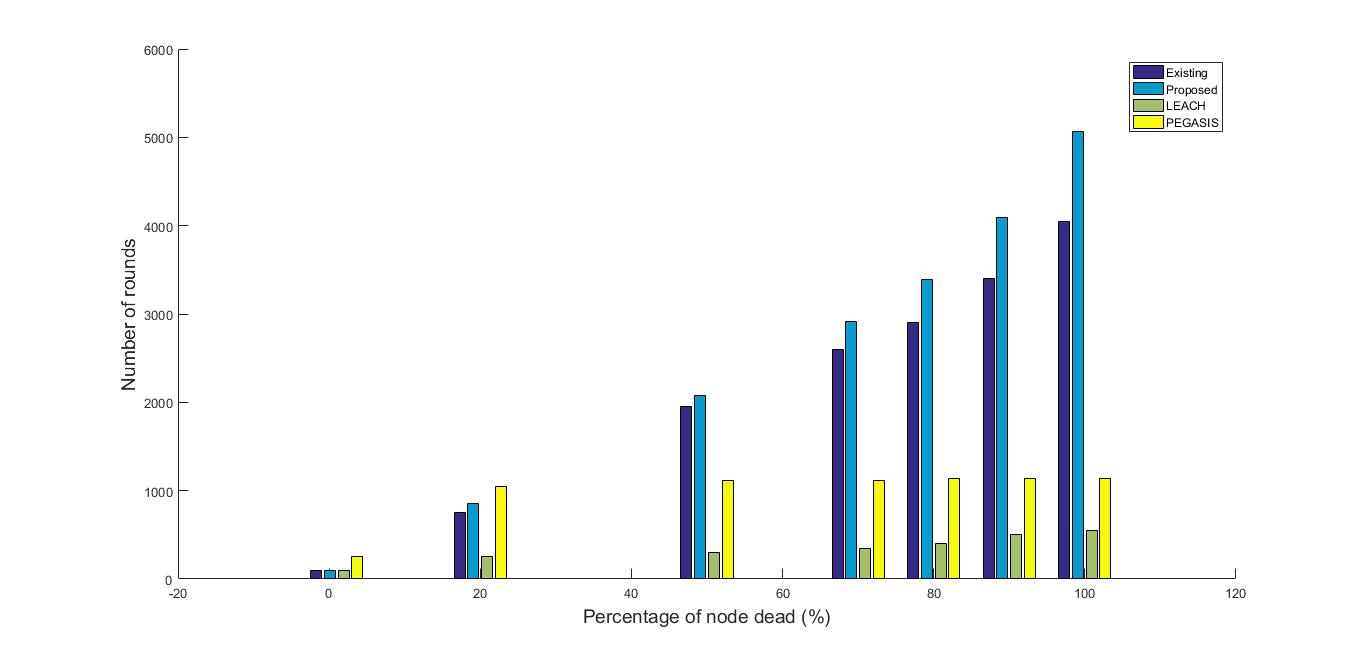 6000
5000
4000
3000
2000
1000
0
Number of rounds
Existing
Proposed
LEACH
PEGASIS
-20 0 20 40 60 80 100 120
Percentage of node dead (%)